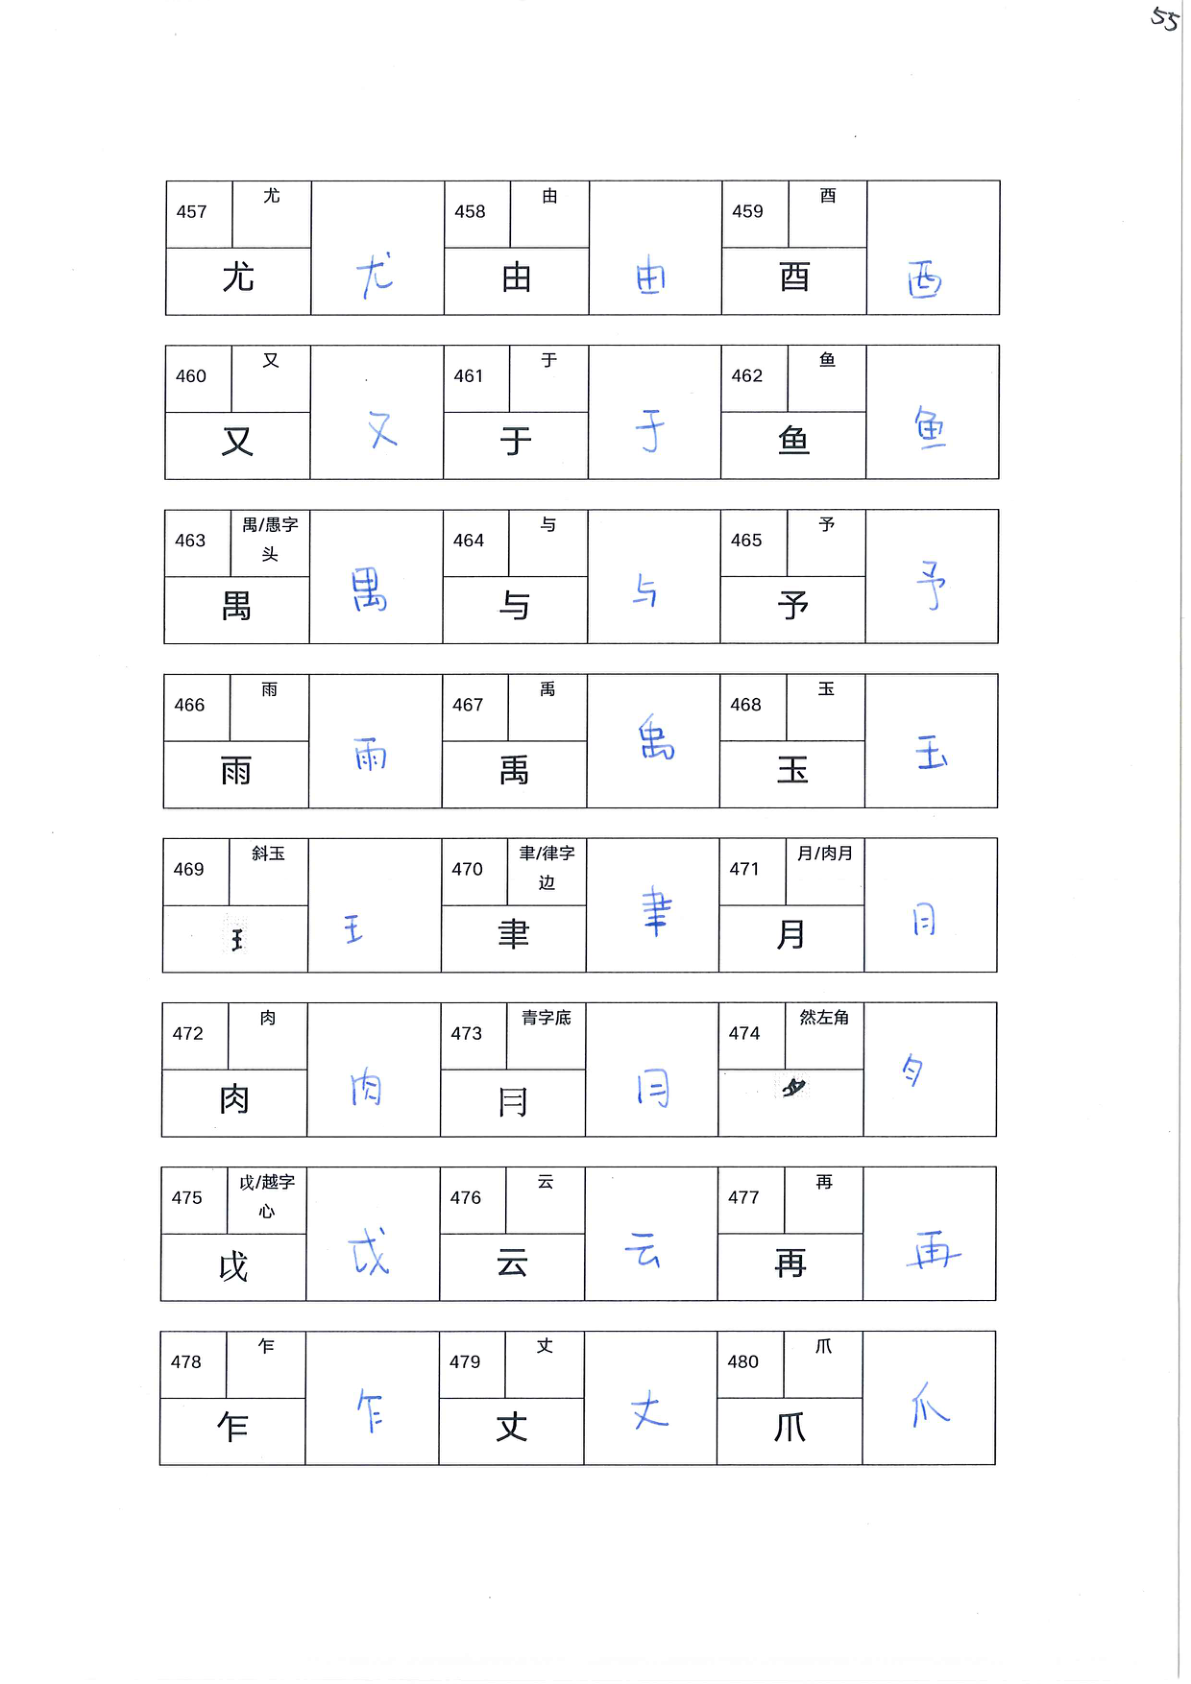 55
457 尤 尤 尤
458 由 由 由
459 酉 酉 酉
460 又 又 又
461 于 于 于
462 鱼 鱼 鱼
463 禺/愚字头 禺 禺
464 与 与 与
465 予 予 予
466 雨 雨 雨
467 禹 禹 禹
468 玉 玉 玉
469 斜玉 𤣩 王
470 聿/律字边 聿 聿
471 月/肉月 月 月
472 肉 肉 肉
473 青字底 ⺝ ⺝
474 然左角
475 戉/越字心 戉 戉
476 云 云 云
477 再 再 再
478 乍 乍 乍
479 丈 丈 丈
480 爪 爪 爪